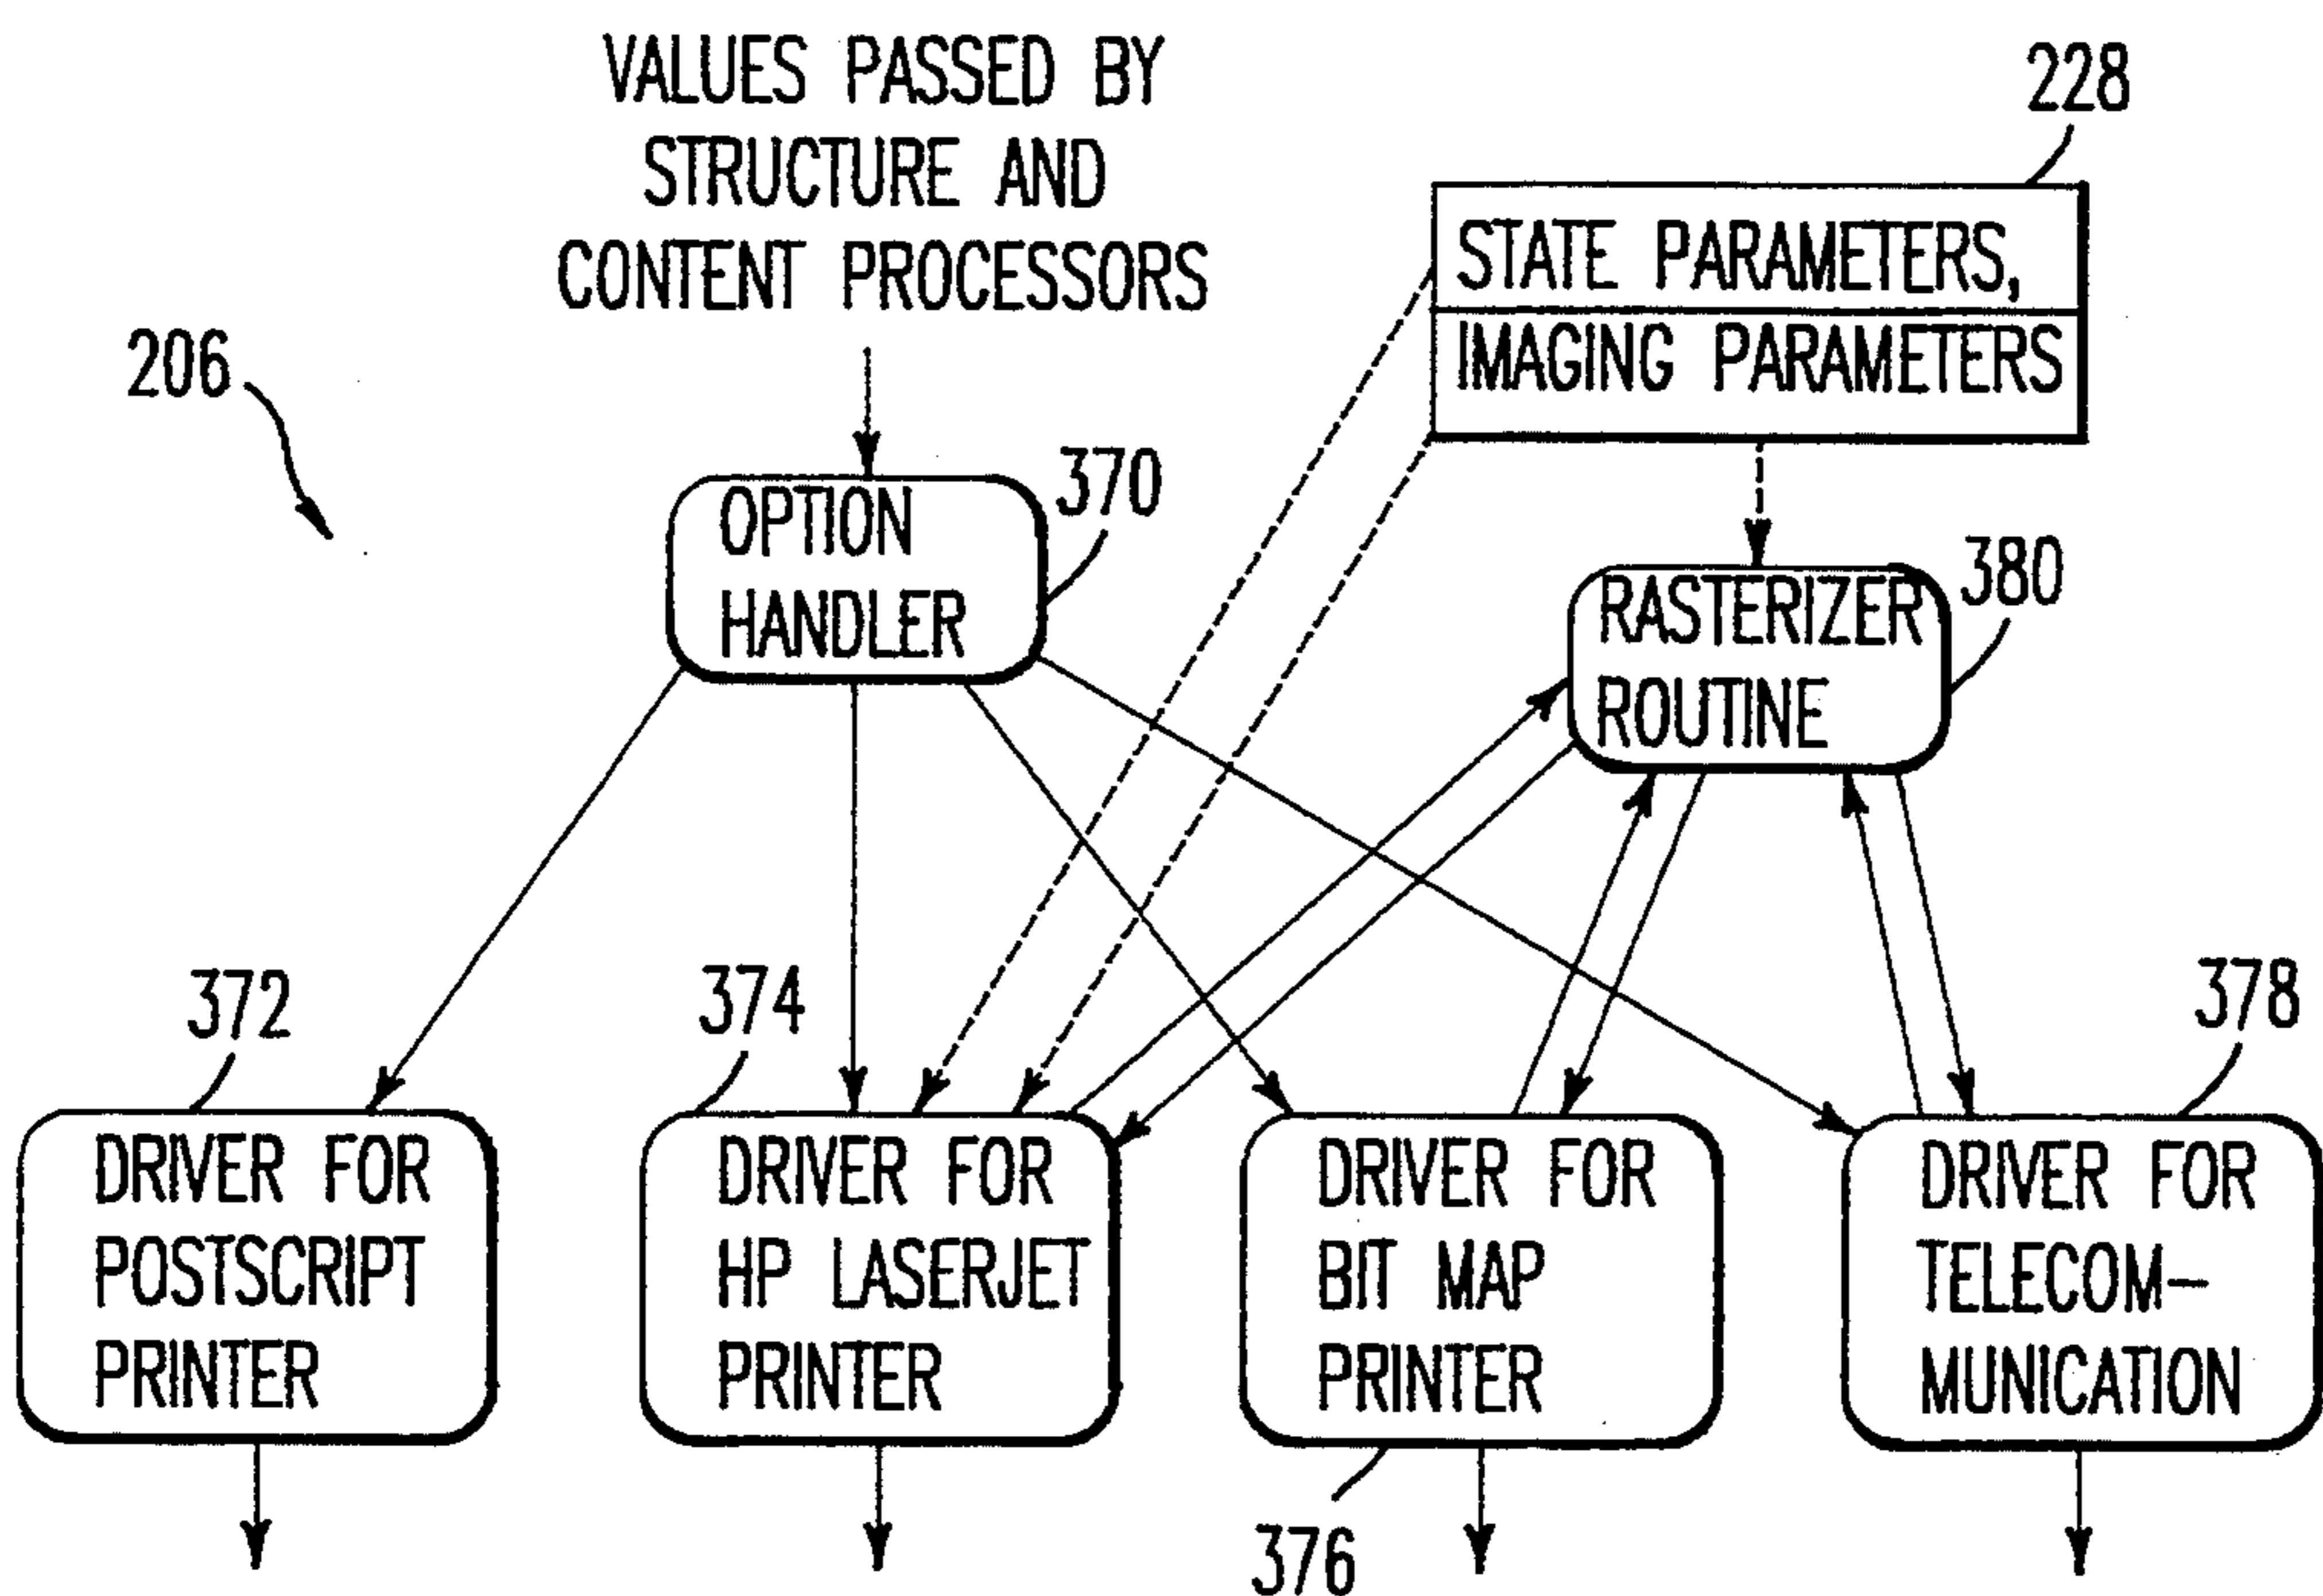 VALUES PASSED BY
STRUCTURE AND
CONTENT PROCESSORS
228
STATE PARAMETERS,
IMAGING PARAMETERS
206
OPTION
HANDLER
370
RASTERIZER
ROUTINE
380
372
374
378
DRIVER FOR
POSTSCRIPT
PRINTER
DRIVER FOR
HP LASERJET
PRINTER
DRIVER FOR
BIT MAP
PRINTER
DRIVER FOR
TELECOM-
MUNICATION
376